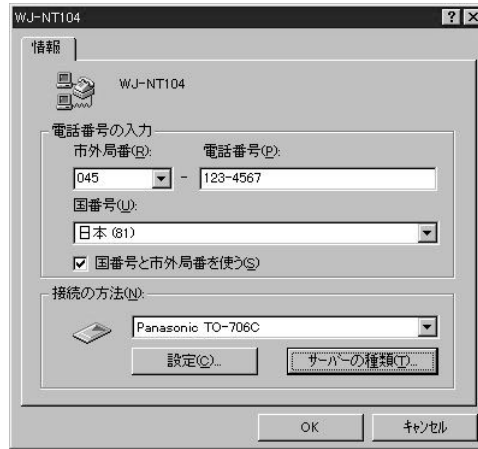 WJ-NT104
情報
WJ-NT104
電話番号の入力
市外局番(R): 電話番号(P):
045 - 123-4567
国番号(U):
日本 (81)
国番号と市外局番を使う(S)
接続の方法(N):
Panasonic TO-706C
設定(C)... サーバーの種類(T)...
OK キャンセル